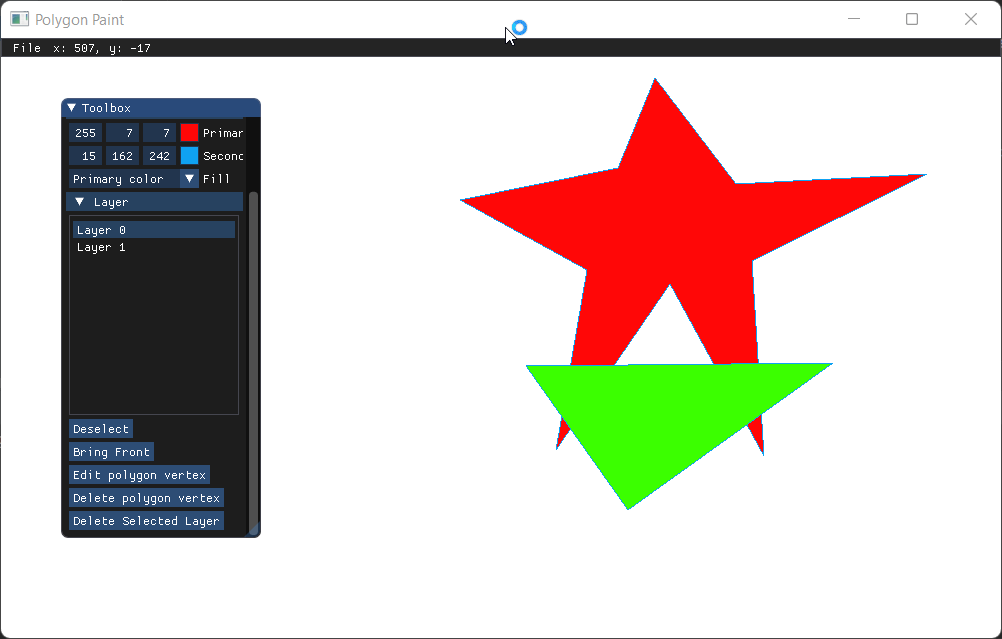 Polygon Paint
File x: 507, y: -17
Toolbox
255 7 7 Primar
15 162 242 Secon
Primary color Fill
Layer
Layer 0
Layer 1
Deselect
Bring Front
Edit polygon vertex
Delete polygon vertex
Delete Selected Layer